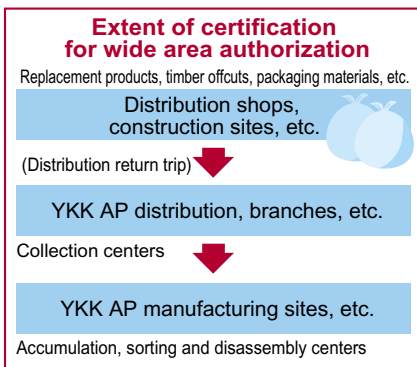 Extent of certification
for wide area authorization
Replacement products, timber offcuts, packaging materials, etc.
Distribution shops,
construction sites, etc.
(Distribution return trip)
YKK AP distribution, branches, etc.
Collection centers
YKK AP manufacturing sites, etc.
Accumulation, sorting and disassembly centers